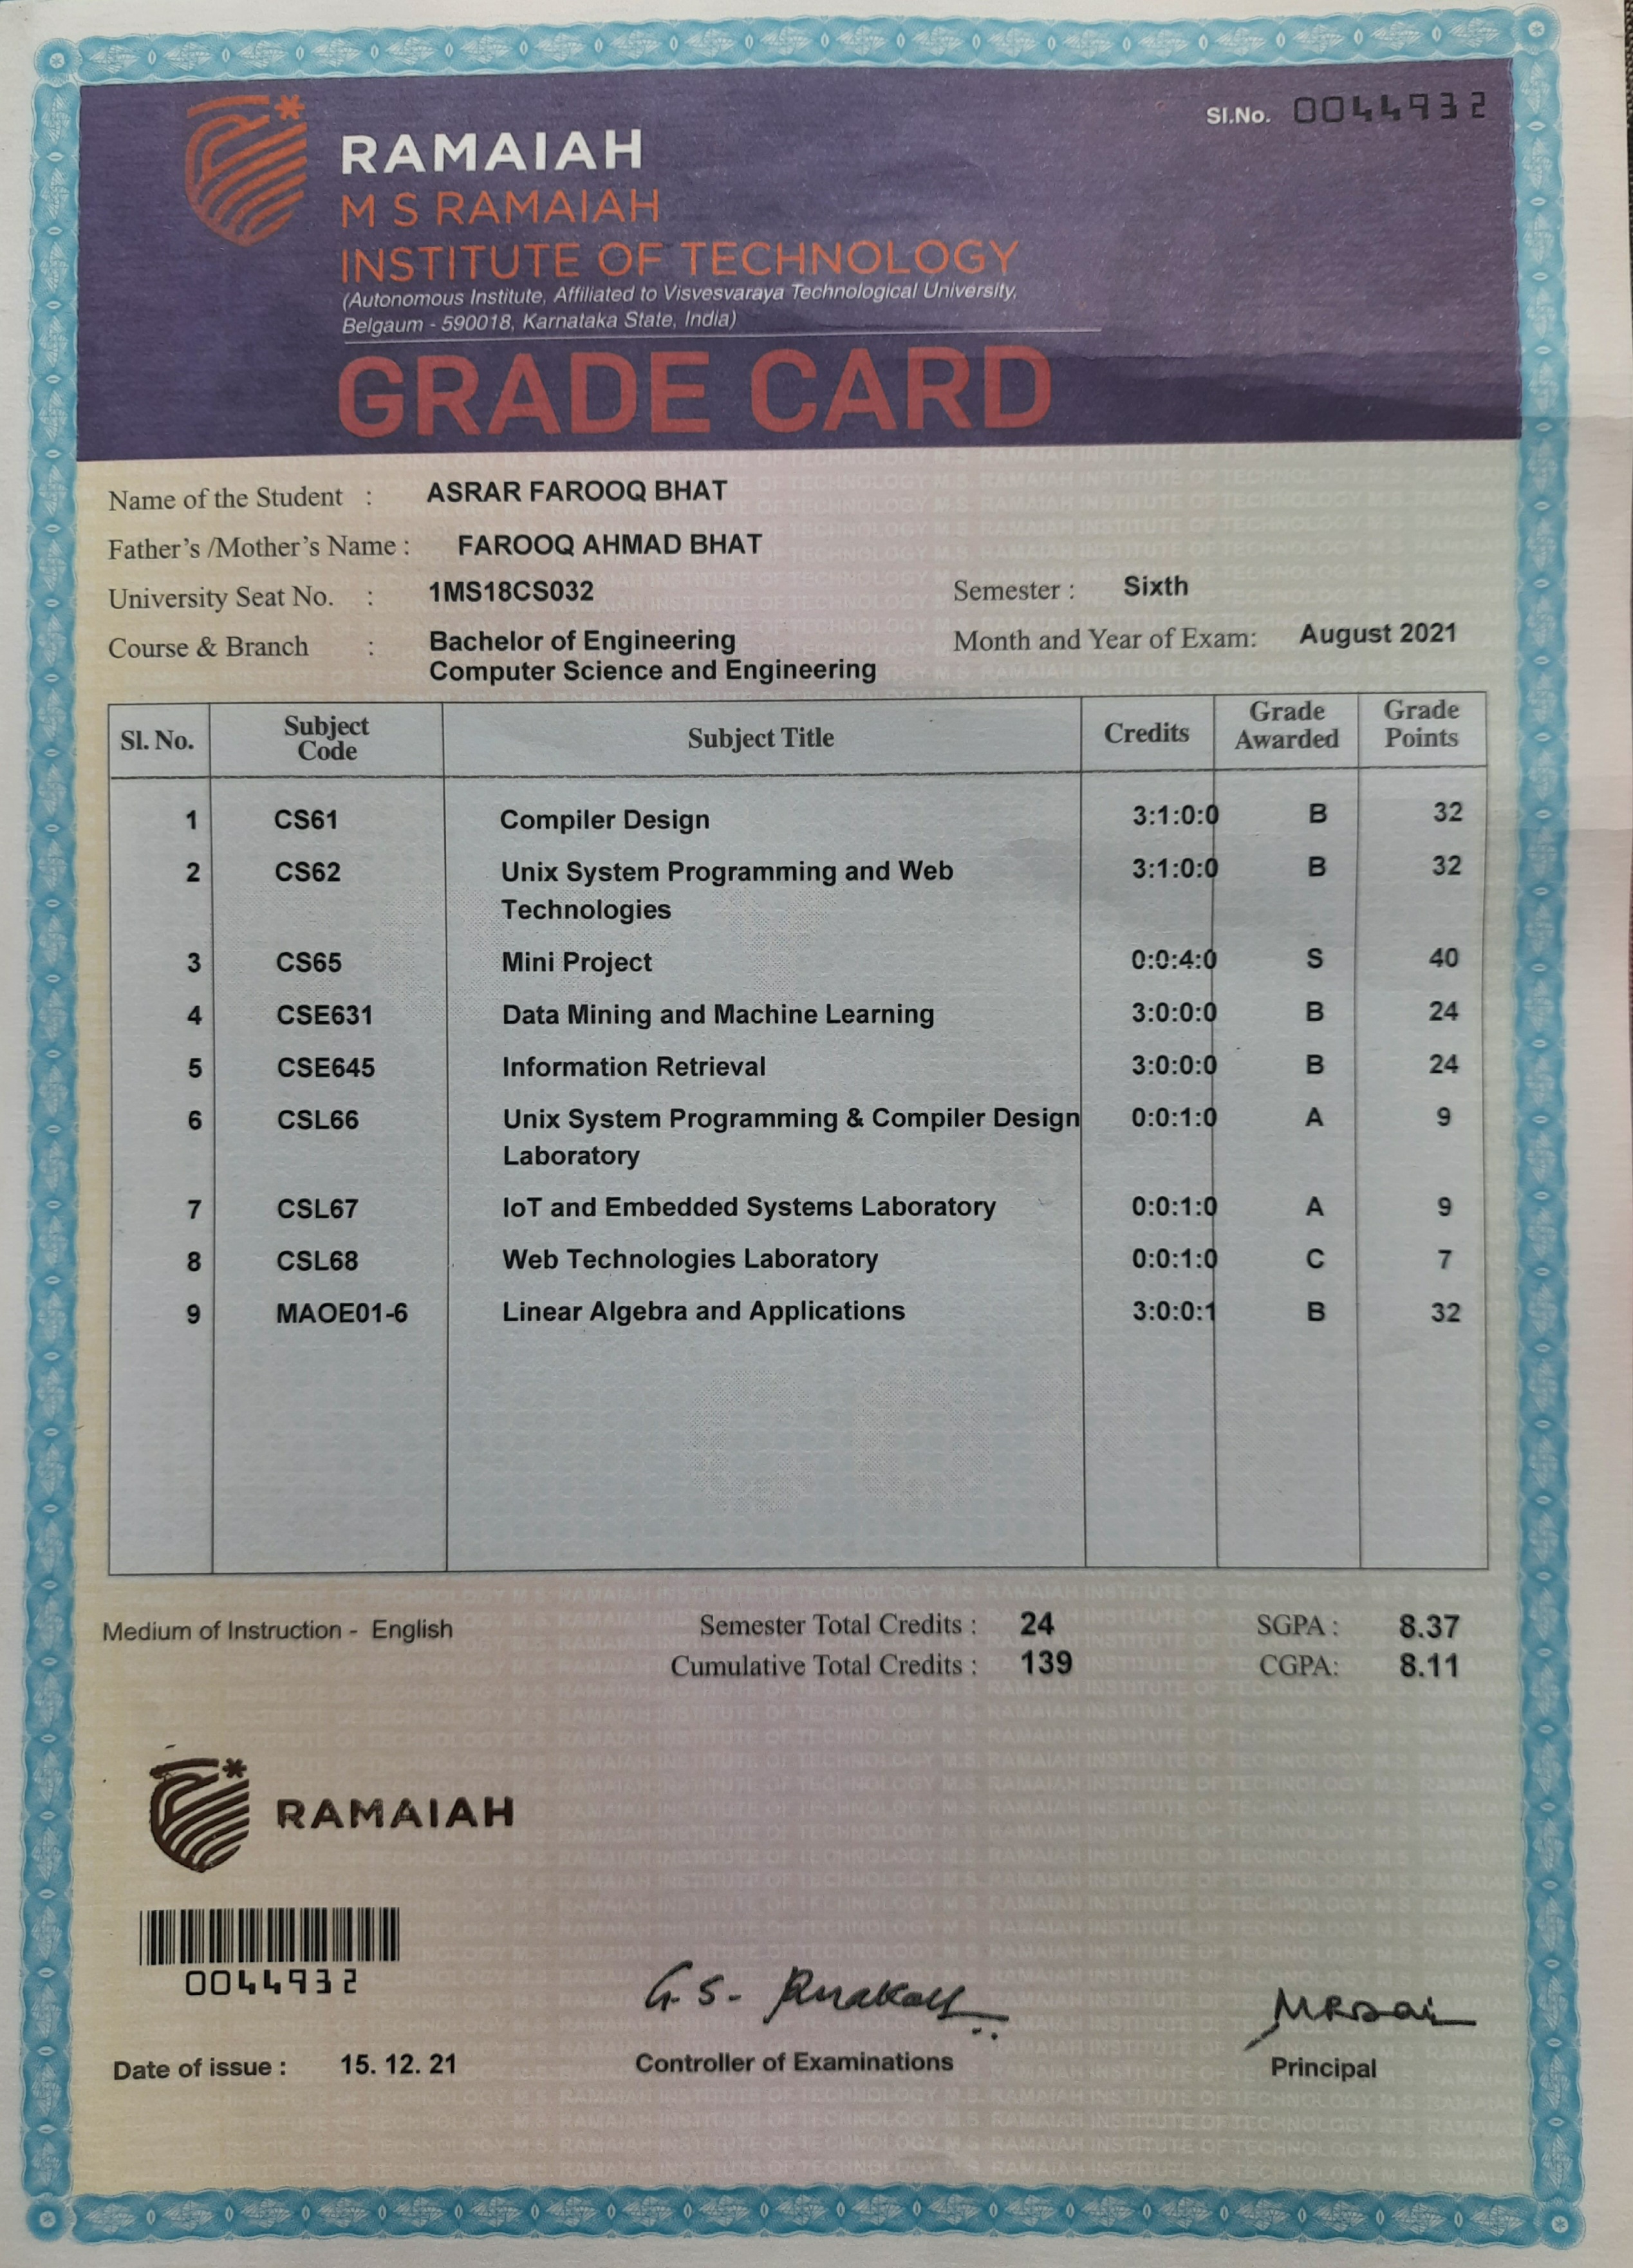 Sl.No. 0044932
RAMAIAH
M S RAMAIAH
INSTITUTE OF TECHNOLOGY
(Autonomous Institute, Affiliated to Visvesvaraya Technological University,
Belgaum - 590018, Karnataka State, India)
GRADE CARD
Name of the Student : ASRAR FAROOQ BHAT
Father's /Mother's Name : FAROOQ AHMAD BHAT
University Seat No. : 1MS18CS032 Semester : Sixth
Course & Branch : Bachelor of Engineering Month and Year of Exam: August 2021
Computer Science and Engineering
Sl. No. Subject Code Subject Title Credits Grade Awarded Grade Points
1 CS61 Compiler Design 3:1:0:0 B 32
2 CS62 Unix System Programming and Web 3:1:0:0 B 32
Technologies
3 CS65 Mini Project 0:0:4:0 S 40
4 CSE631 Data Mining and Machine Learning 3:0:0:0 B 24
5 CSE645 Information Retrieval 3:0:0:0 B 24
6 CSL66 Unix System Programming & Compiler Design 0:0:1:0 A 9
Laboratory
7 CSL67 IoT and Embedded Systems Laboratory 0:0:1:0 A 9
8 CSL68 Web Technologies Laboratory 0:0:1:0 C 7
9 MAOE01-6 Linear Algebra and Applications 3:0:0:1 B 32
Medium of Instruction - English Semester Total Credits : 24 SGPA : 8.37
Cumulative Total Credits : 139 CGPA: 8.11
RAMAIAH
0044932
Date of issue : 15. 12. 21 Controller of Examinations Principal